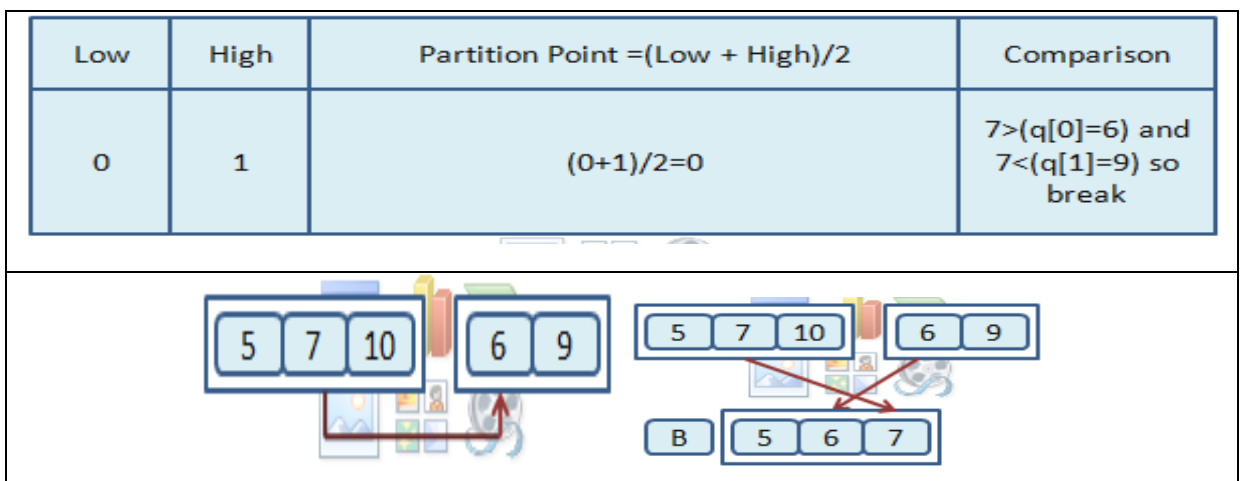 Low High Partition Point =(Low + High)/2 Comparison
0 1 (0+1)/2=0 7>(q[0]=6) and
7<(q[1]=9) so
break
5 7 10 6 9
5 7 10 6 9
B 5 6 7